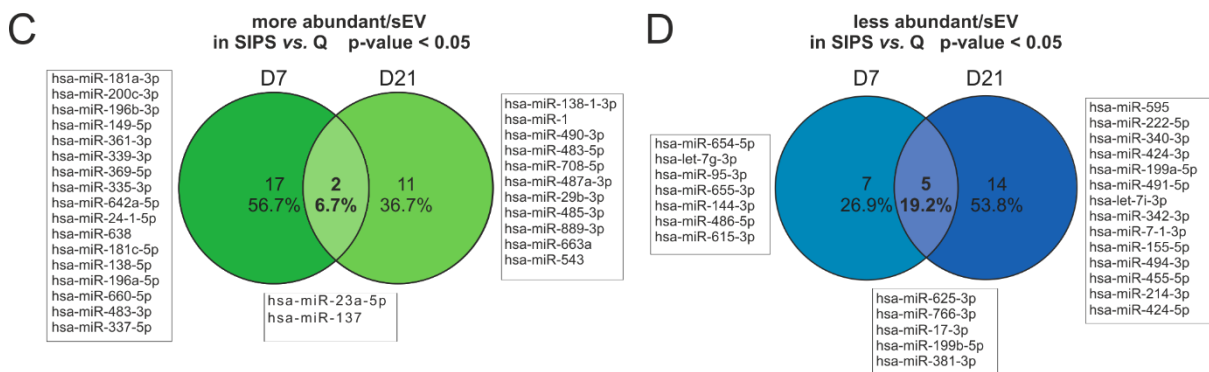 C
more abundant/sEV
in SIPS vs. Q p-value < 0.05
D7
D21
hsa-miR-181a-3p
hsa-miR-200c-3p
hsa-miR-196b-3p
hsa-miR-149-5p
hsa-miR-361-3p
hsa-miR-339-3p
hsa-miR-369-5p
hsa-miR-335-3p
hsa-miR-642a-5p
hsa-miR-24-1-5p
hsa-miR-638
hsa-miR-181c-5p
hsa-miR-138-5p
hsa-miR-196a-5p
hsa-miR-660-5p
hsa-miR-483-3p
hsa-miR-337-5p
17
56.7%
2
6.7%
11
36.7%
hsa-miR-138-1-3p
hsa-miR-1
hsa-miR-490-3p
hsa-miR-483-5p
hsa-miR-708-5p
hsa-miR-487a-3p
hsa-miR-29b-3p
hsa-miR-485-3p
hsa-miR-889-3p
hsa-miR-663a
hsa-miR-543
hsa-miR-23a-5p
hsa-miR-137
D
less abundant/sEV
in SIPS vs. Q p-value < 0.05
D7
D21
hsa-miR-654-5p
hsa-let-7g-3p
hsa-miR-95-3p
hsa-miR-655-3p
hsa-miR-144-3p
hsa-miR-486-5p
hsa-miR-615-3p
7
26.9%
5
19.2%
14
53.8%
hsa-miR-595
hsa-miR-222-5p
hsa-miR-340-3p
hsa-miR-424-3p
hsa-miR-199a-5p
hsa-miR-491-5p
hsa-let-7i-3p
hsa-miR-342-3p
hsa-miR-7-1-3p
hsa-miR-155-5p
hsa-miR-494-3p
hsa-miR-455-5p
hsa-miR-214-3p
hsa-miR-424-5p
hsa-miR-625-3p
hsa-miR-766-3p
hsa-miR-17-3p
hsa-miR-199b-5p
hsa-miR-381-3p